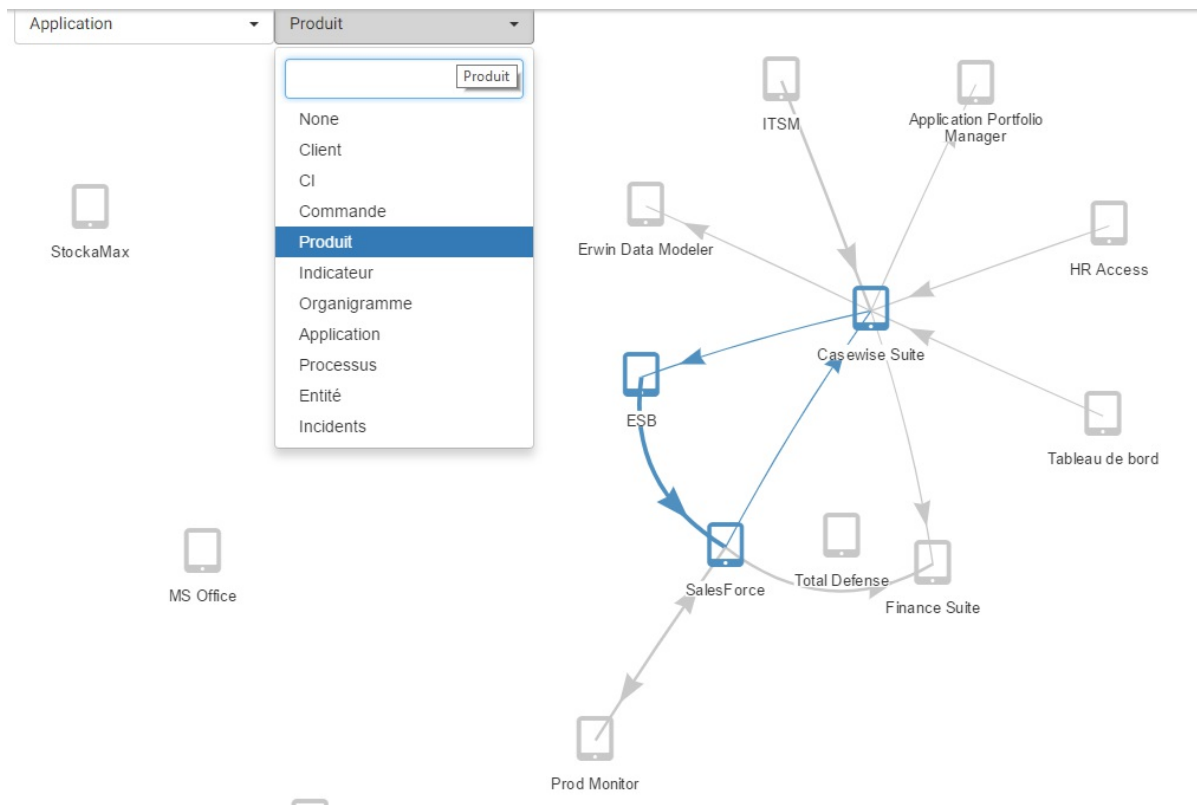 Application
Produit
Produit
None
Client
CI
Commande
Produit
Indicateur
Organigramme
Application
Processus
Entité
Incidents
StockaMax
MS Office
ITSM
Application Portfolio
Manager
Erwin Data Modeler
HR Access
Casewise Suite
ESB
Tableau de bord
SalesForce
Total Defense
Finance Suite
Prod Monitor